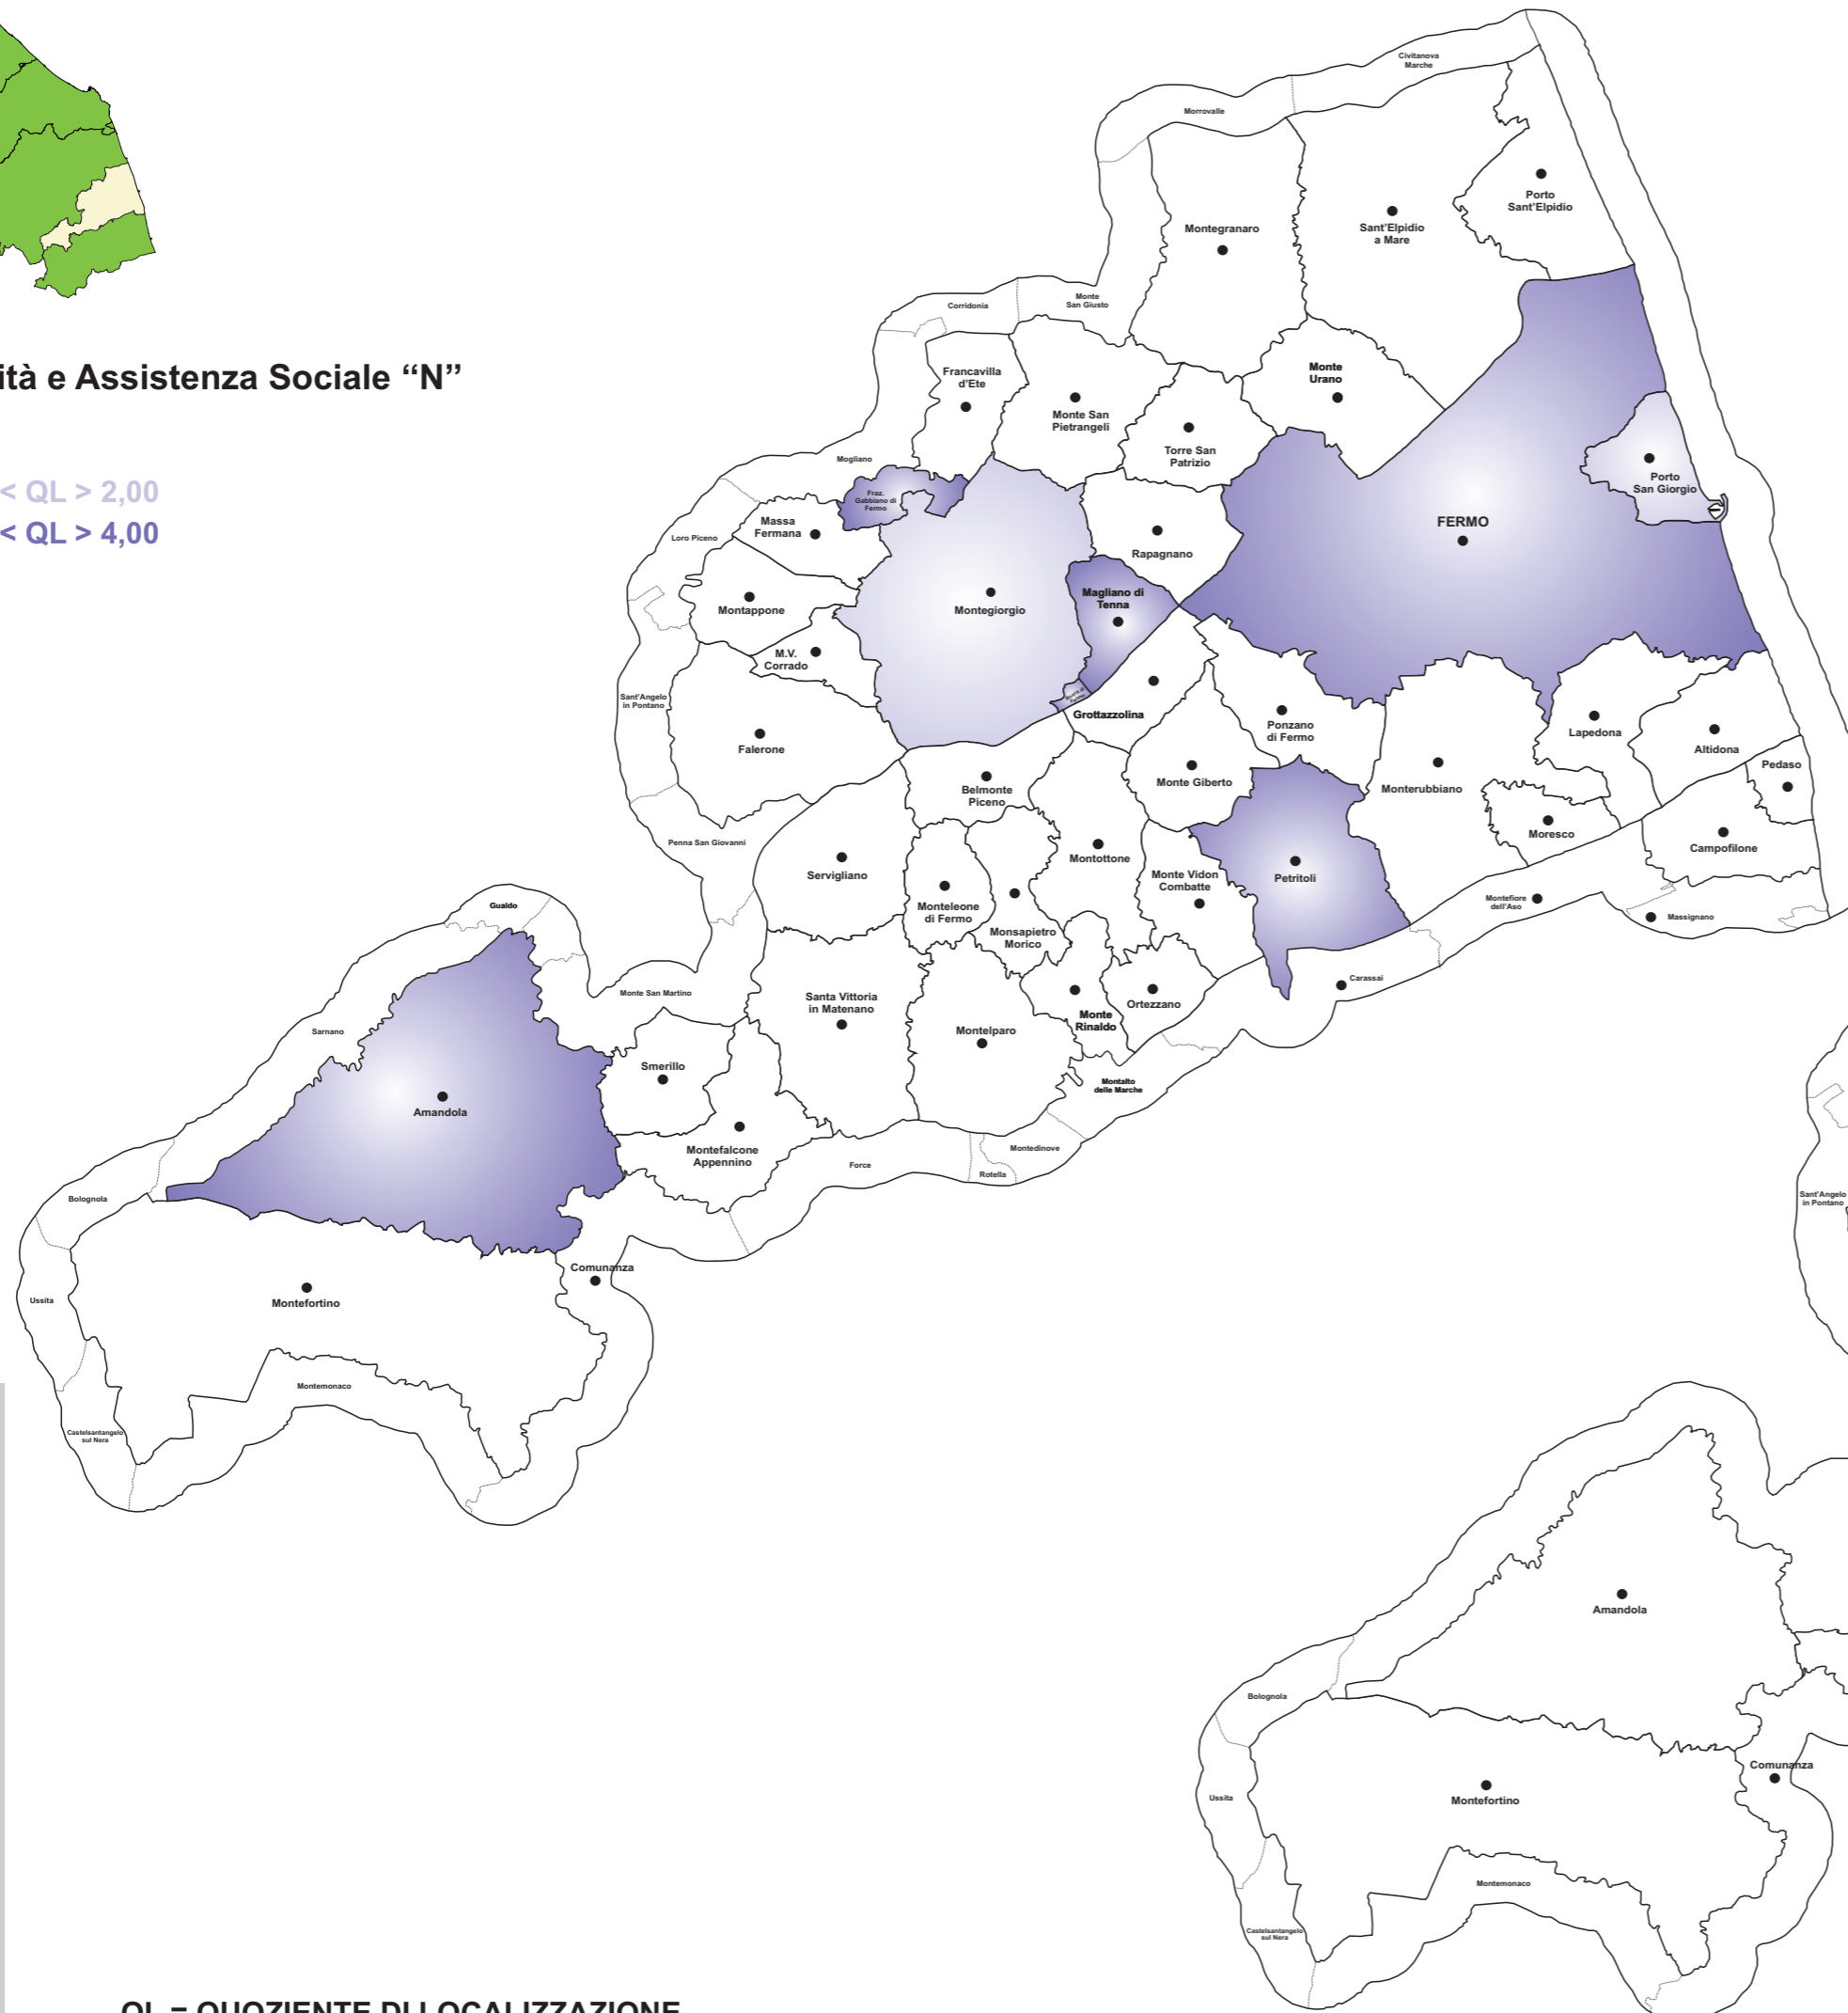 ità e Assistenza Sociale “N”
< QL > 2,00
< QL > 4,00
Civitanova
Marche
Morrovalle
Porto
Sant'Elpidio
Sant'Elpidio
a Mare
Montegranaro
Corridonia
Monte
San Giusto
Francavilla
d'Ete
Monte
Urano
Monte San
Pietrangeli
Torre San
Patrizio
Mogliano
Fraz.
Gabbiano di
Fermo
Porto
San Giorgio
Massa
Fermana
FERMO
Loro Piceno
Rapagnano
Montappone
Montegiorgio
Magliano di
Tenna
M.V.
Corrado
Sant'Angelo
in Pontano
Fermo
Grottazzolina
Ponzano
di Fermo
Lapedona
Altidona
Falerone
Pedaso
Monte Giberto
Belmonte
Piceno
Monterubbiano
Moresco
Campofilone
Penna San Giovanni
Montottone
Servigliano
Monte Vidon
Combatte
Petritoli
Monteleone
di Fermo
Montefiore
dell'Aso
Massignano
Gualdo
Monsapietro
Morico
Carassai
Monte San Martino
Santa Vittoria
in Matenano
Ortezzano
Monte
Rinaldo
Sarnano
Montelparo
Smerillo
Montalto
delle Marche
Amandola
Montefalcone
Appennino
Montedinove
Force
Rotella
Bolognola
Sant'Angelo
in Pontano
Comunanza
Ussita
Montefortino
Montemonaco
Castelsantangelo
sul Nera
Amandola
Bolognola
Comunanza
Ussita
Montefortino
Montemonaco
Castelsantangelo
sul Nera
QL = QUOZIENTE DI LOCALIZZAZIONE